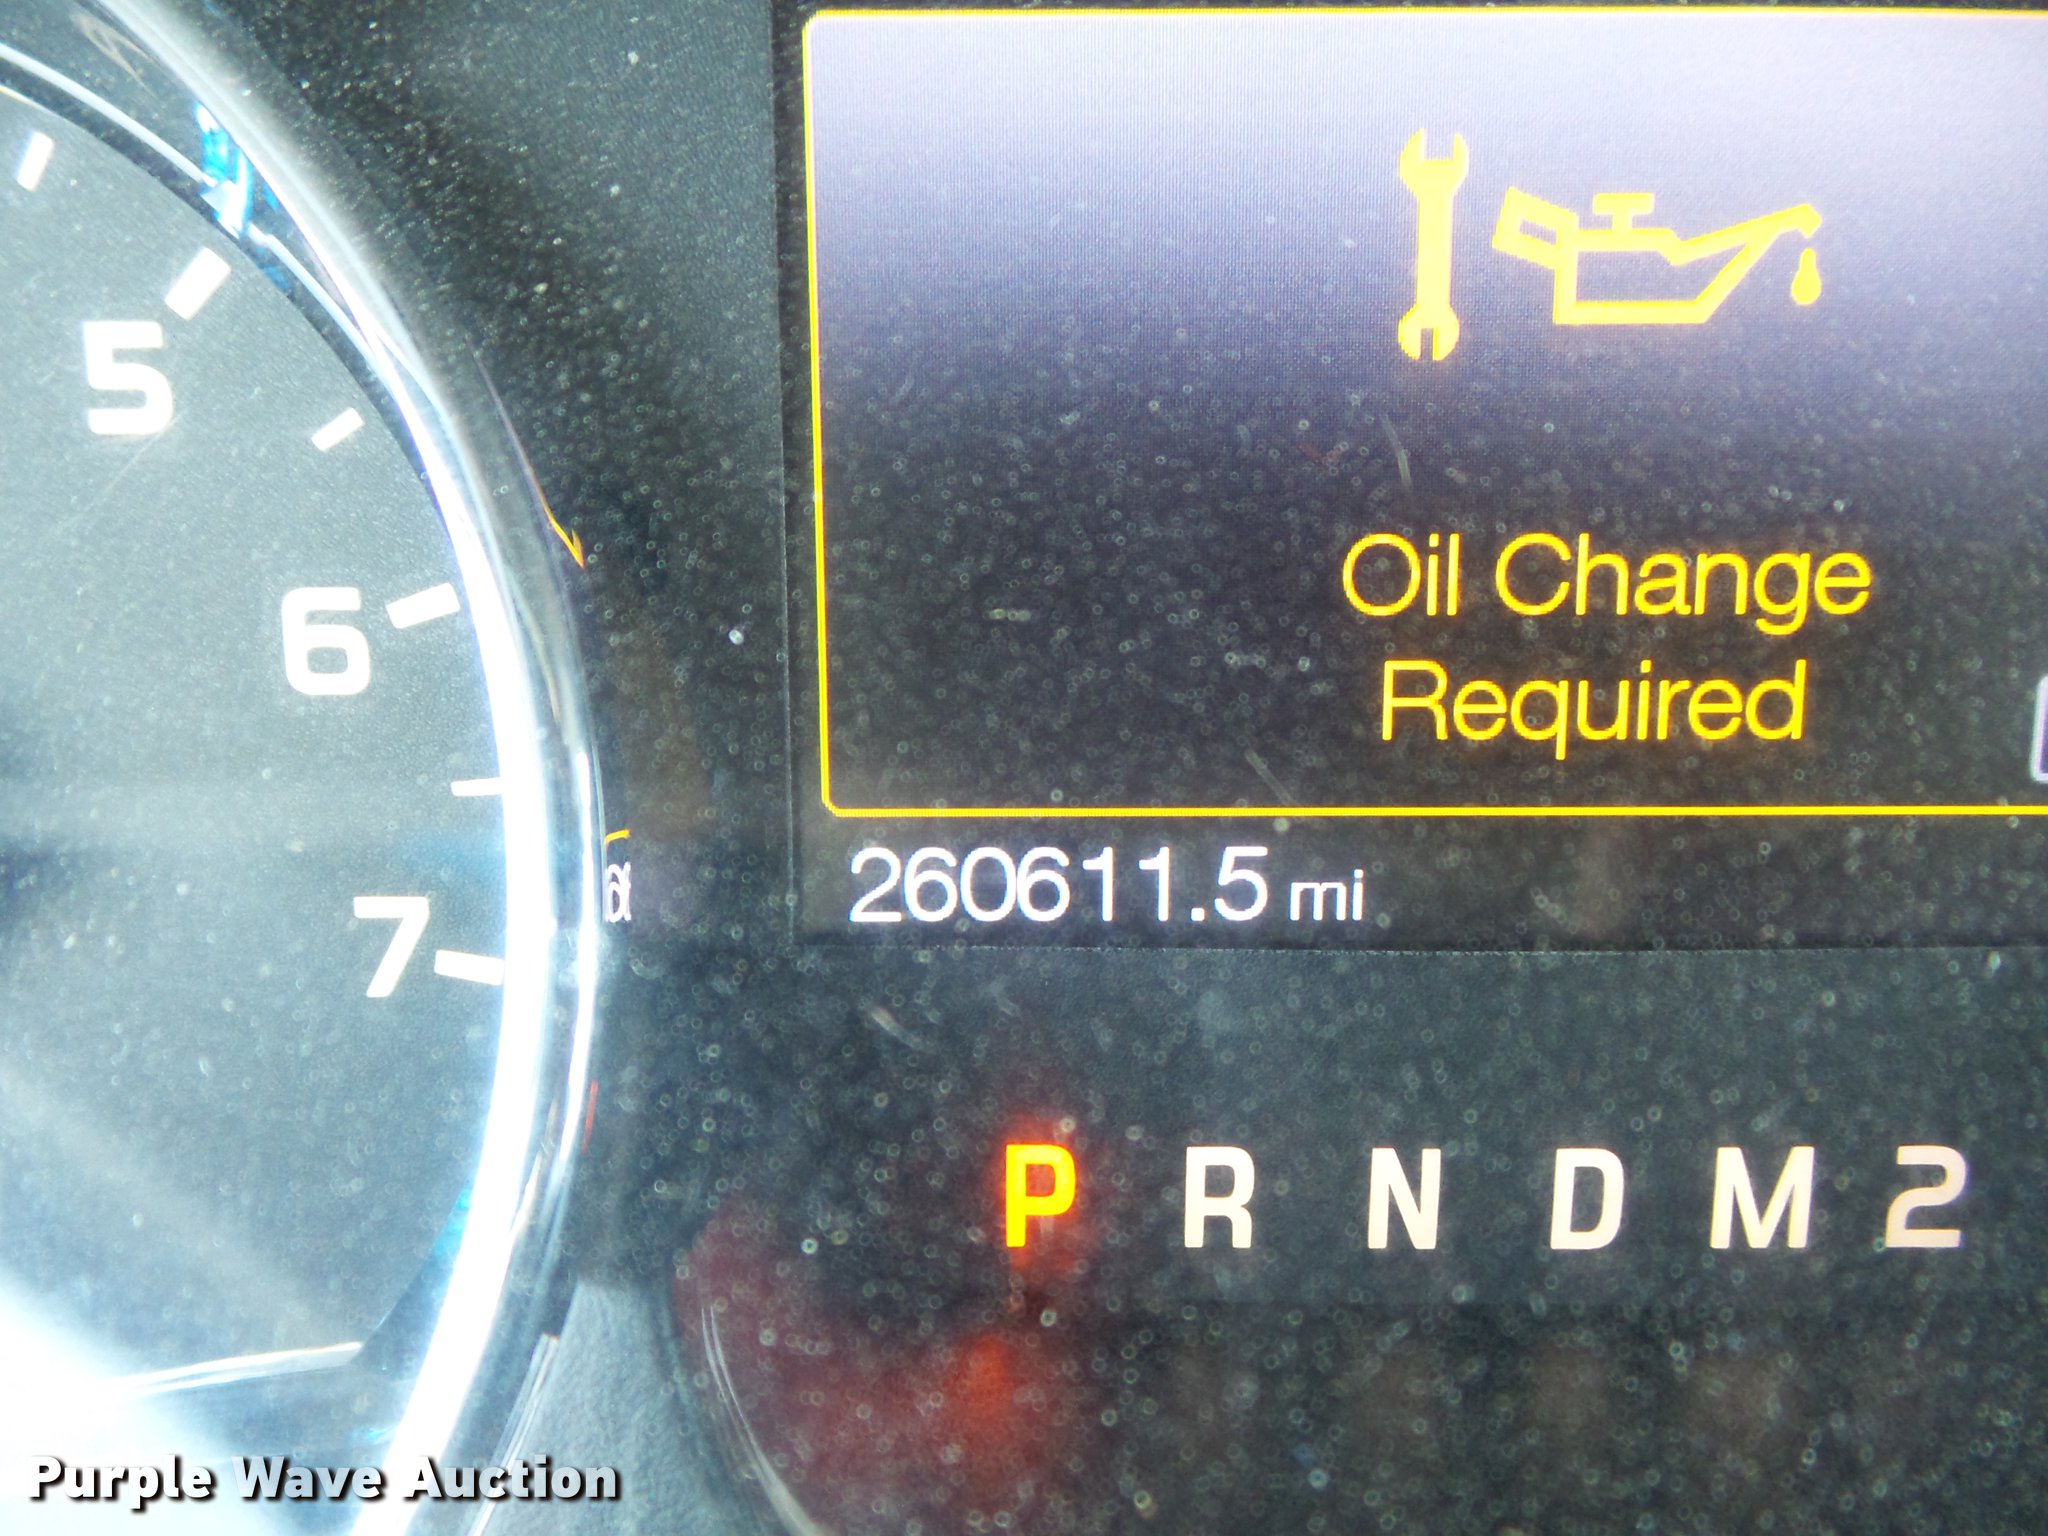 5
6
7
Oil Change
Required
260611.5 mi
P R N D M 2
Purple Wave Auction